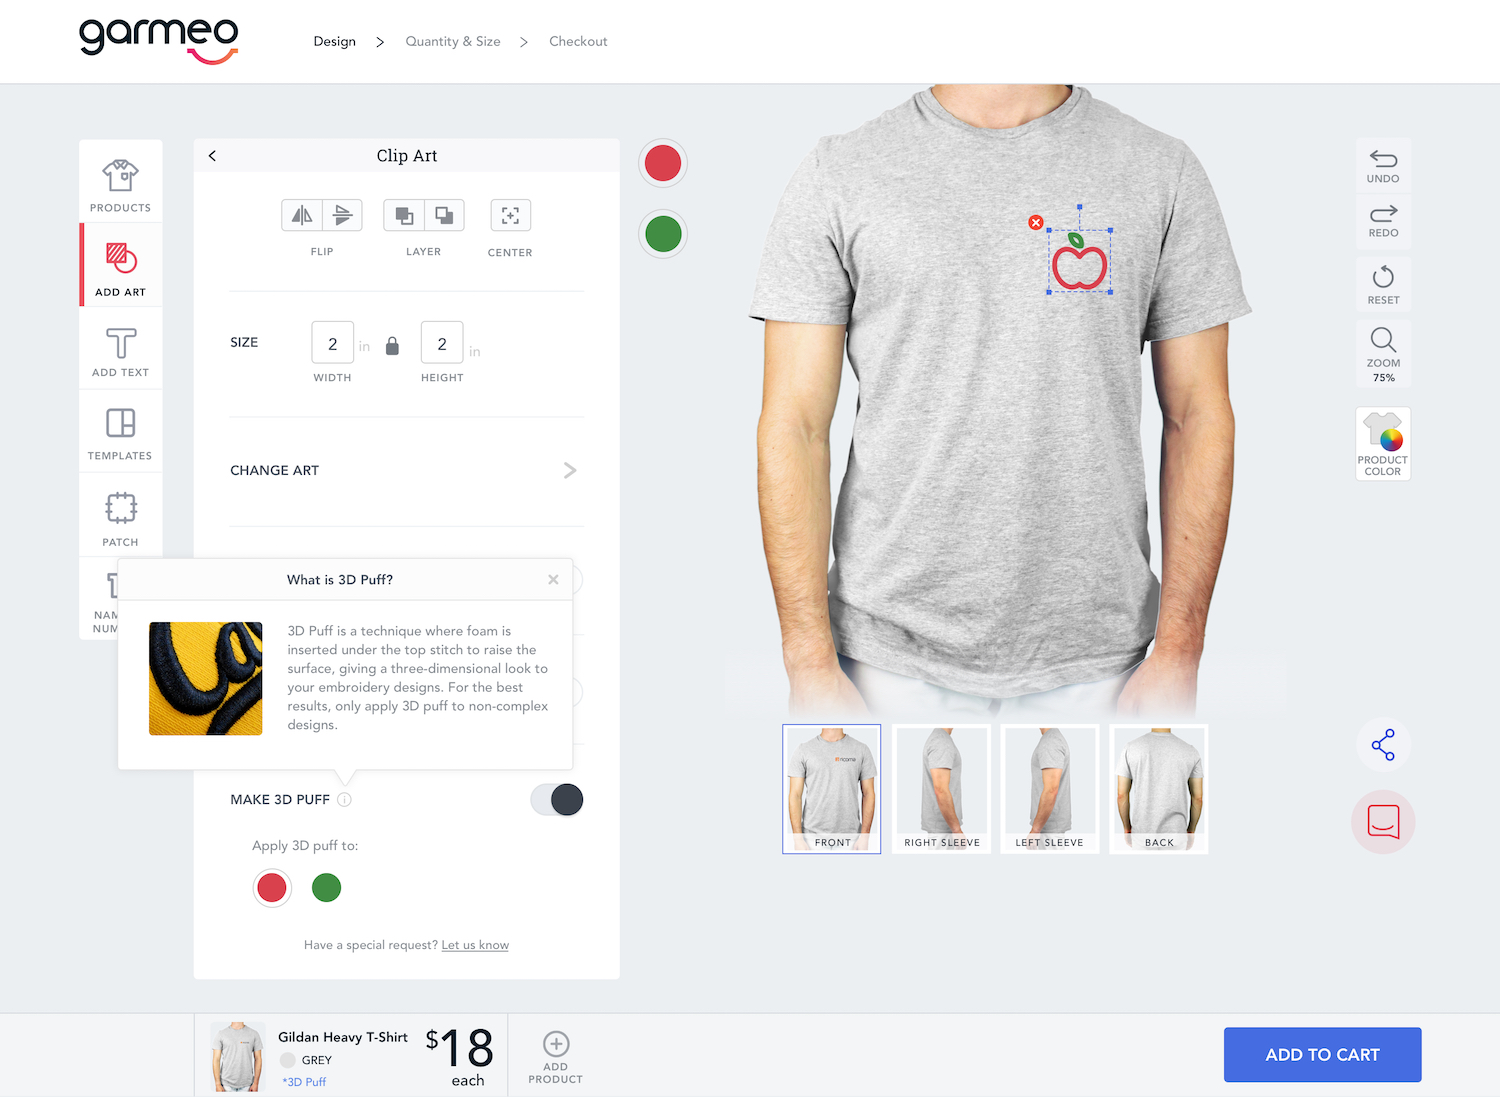 garmeo
Design > Quantity & Size > Checkout
PRODUCTS
ADD ART
ADD TEXT
TEMPLATES
PATCH
NAM
NUM
Clip Art
FLIP
LAYER
CENTER
SIZE
2 in
2 in
WIDTH
HEIGHT
CHANGE ART
What is 3D Puff?
3D Puff is a technique where foam is
inserted under the top stitch to raise the
surface, giving a three-dimensional look to
your embroidery designs. For the best
results, only apply 3D puff to non-complex
designs.
MAKE 3D PUFF
Apply 3D puff to:
Have a special request? Let us know
UNDO
REDO
RESET
ZOOM
75%
PRODUCT
COLOR
ricoma
FRONT
RIGHT SLEEVE
LEFT SLEEVE
BACK
Gildan Heavy T-Shirt
GREY
*3D Puff
$18
each
ADD
PRODUCT
ADD TO CART